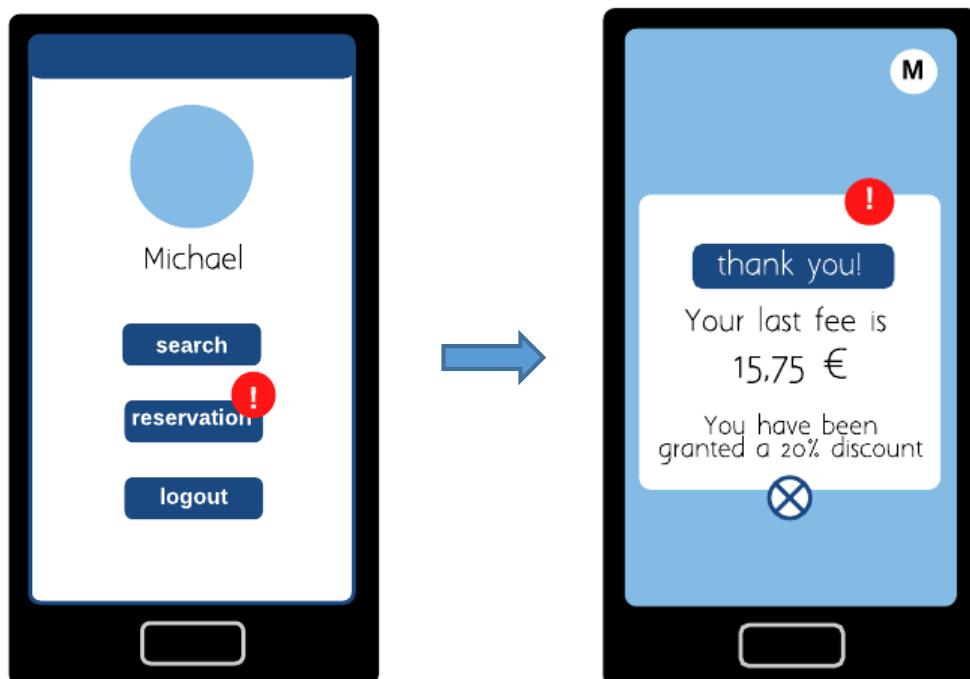 Michael
search
!
reservation
logout
M
!
thank you!
Your last fee is
15,75 €
You have been
granted a 20% discount